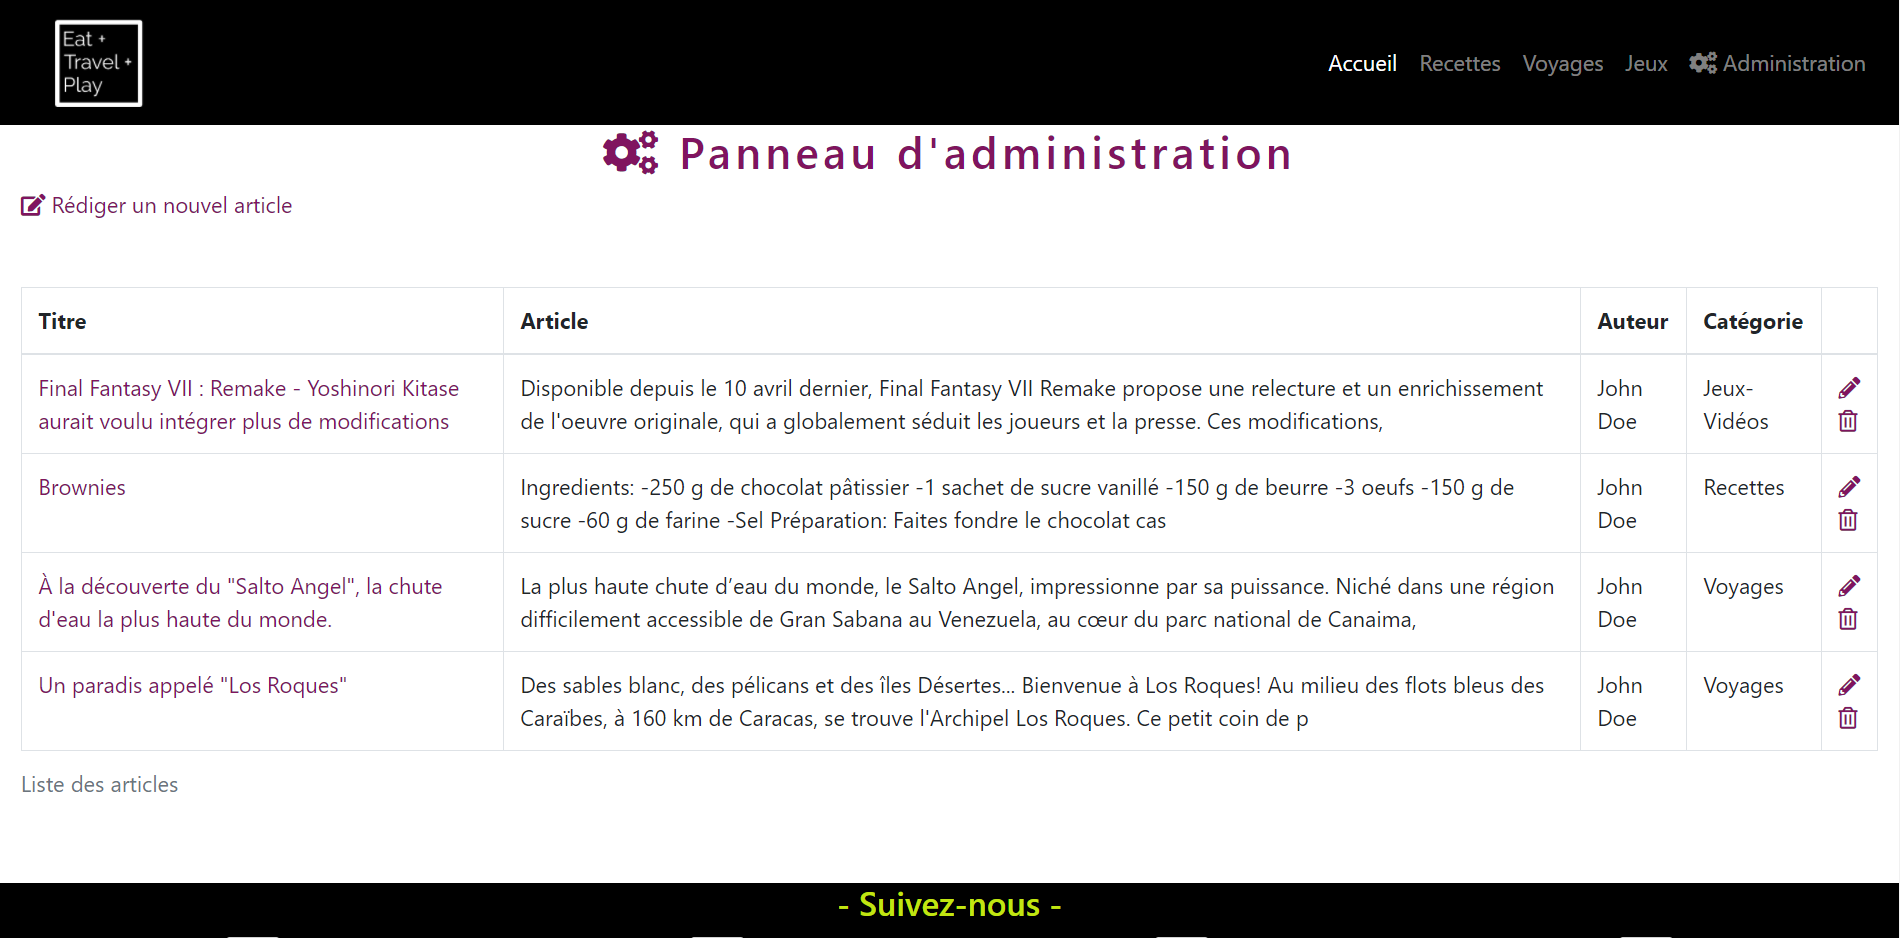 Eat +
Travel +
Play
Accueil Recettes Voyages Jeux Administration
Panneau d'administration
Rédiger un nouvel article
Titre Article Auteur Catégorie
Final Fantasy VII : Remake - Yoshinori Kitase
aurait voulu intégrer plus de modifications
Disponible depuis le 10 avril dernier, Final Fantasy VII Remake propose une relecture et un enrichissement
de l'oeuvre originale, qui a globalement séduit les joueurs et la presse. Ces modifications,
John
Doe
Jeux-
Vidéos
Brownies
Ingredients: -250 g de chocolat pâtissier -1 sachet de sucre vanillé -150 g de beurre -3 oeufs -150 g de
sucre -60 g de farine -Sel Préparation: Faites fondre le chocolat cas
John
Doe
Recettes
À la découverte du "Salto Angel", la chute
d'eau la plus haute du monde.
La plus haute chute d’eau du monde, le Salto Angel, impressionne par sa puissance. Niché dans une région
difficilement accessible de Gran Sabana au Venezuela, au cœur du parc national de Canaima,
John
Doe
Voyages
Un paradis appelé "Los Roques"
Des sables blanc, des pélicans et des îles Désertes... Bienvenue à Los Roques! Au milieu des flots bleus des
Caraïbes, à 160 km de Caracas, se trouve l'Archipel Los Roques. Ce petit coin de p
John
Doe
Voyages
Liste des articles
- Suivez-nous -